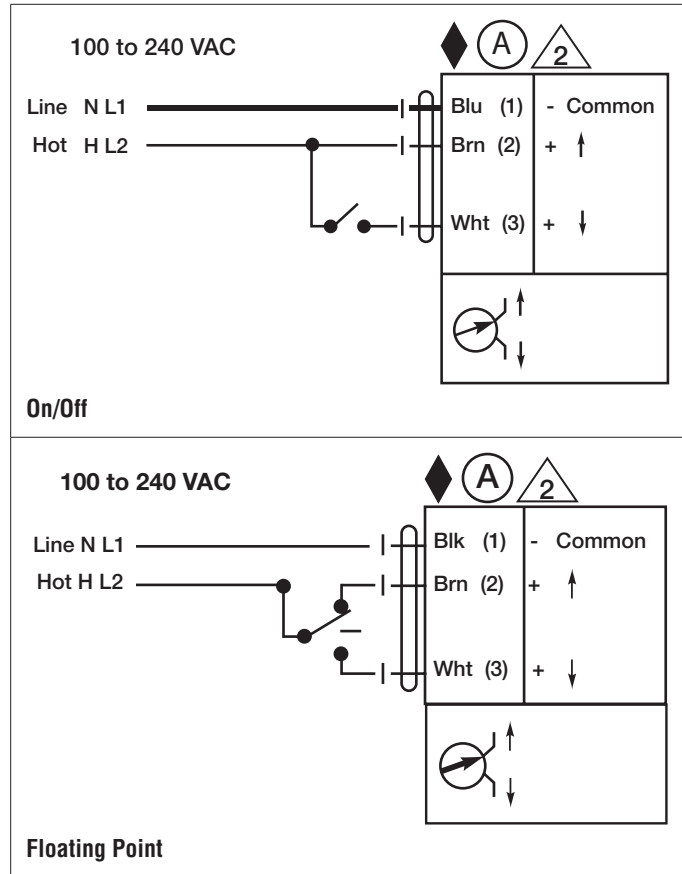 100 to 240 VAC
A
2
Line N L1
Blu (1) - Common
Hot H L2
Brn (2) +
Wht (3) +
On/Off
100 to 240 VAC
A
2
Line N L1
Blk (1) - Common
Hot H L2
Brn (2) +
Wht (3) +
Floating Point